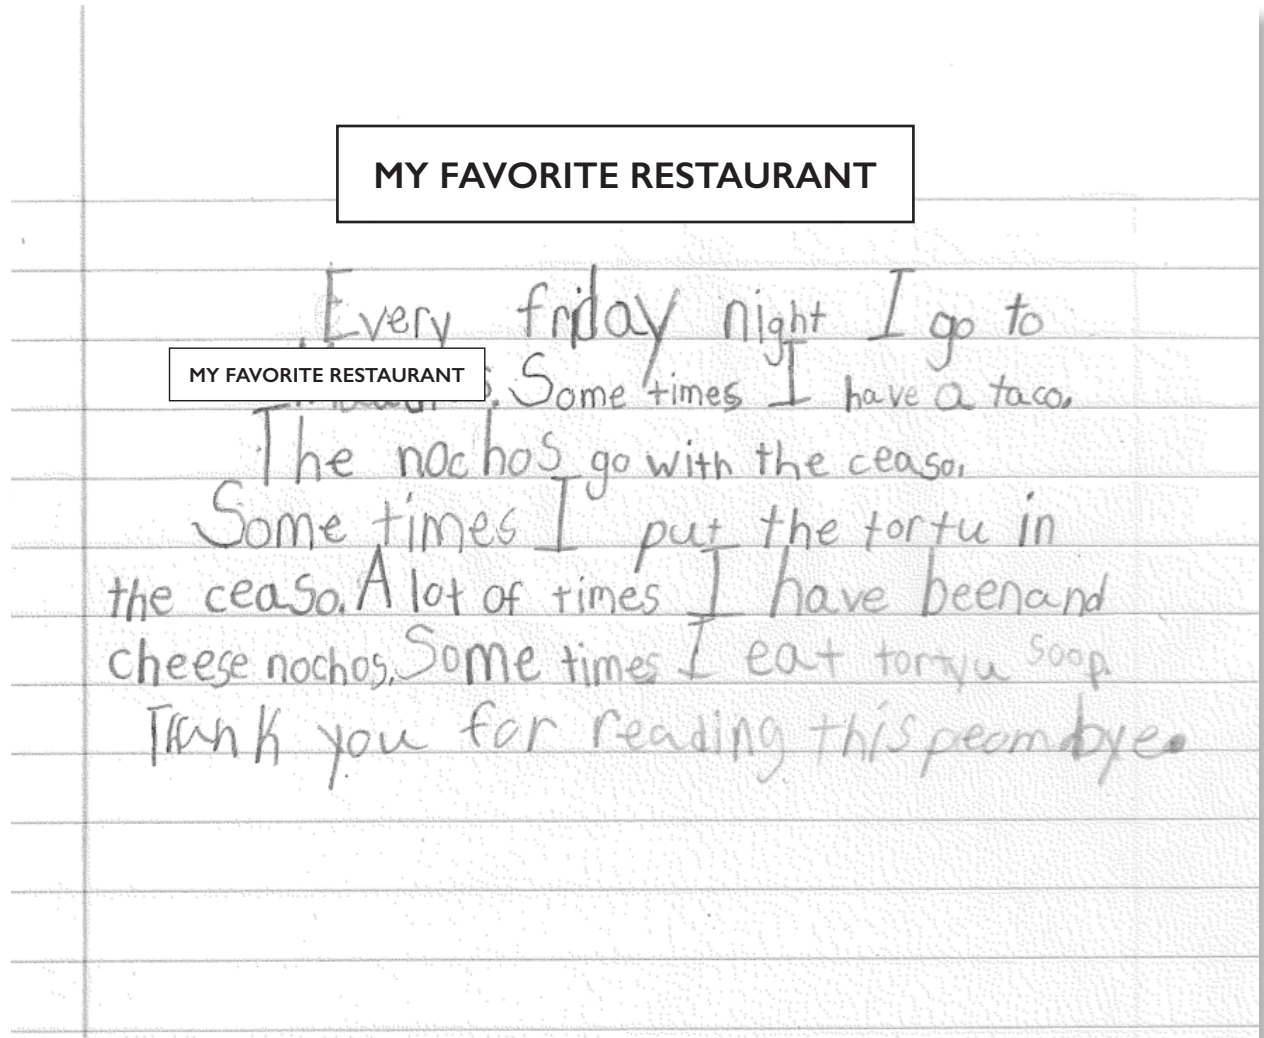 MY FAVORITE RESTAURANT
Every friday night I go to
MY FAVORITE RESTAURANT . Some times I have a taco.
The nochos go with the ceaso.
Some times I put the tortu in
the ceaso. A lot of times I have beenand
cheese nochos. Some times I eat tortyu soop.
Thank you for reading this peom bye.